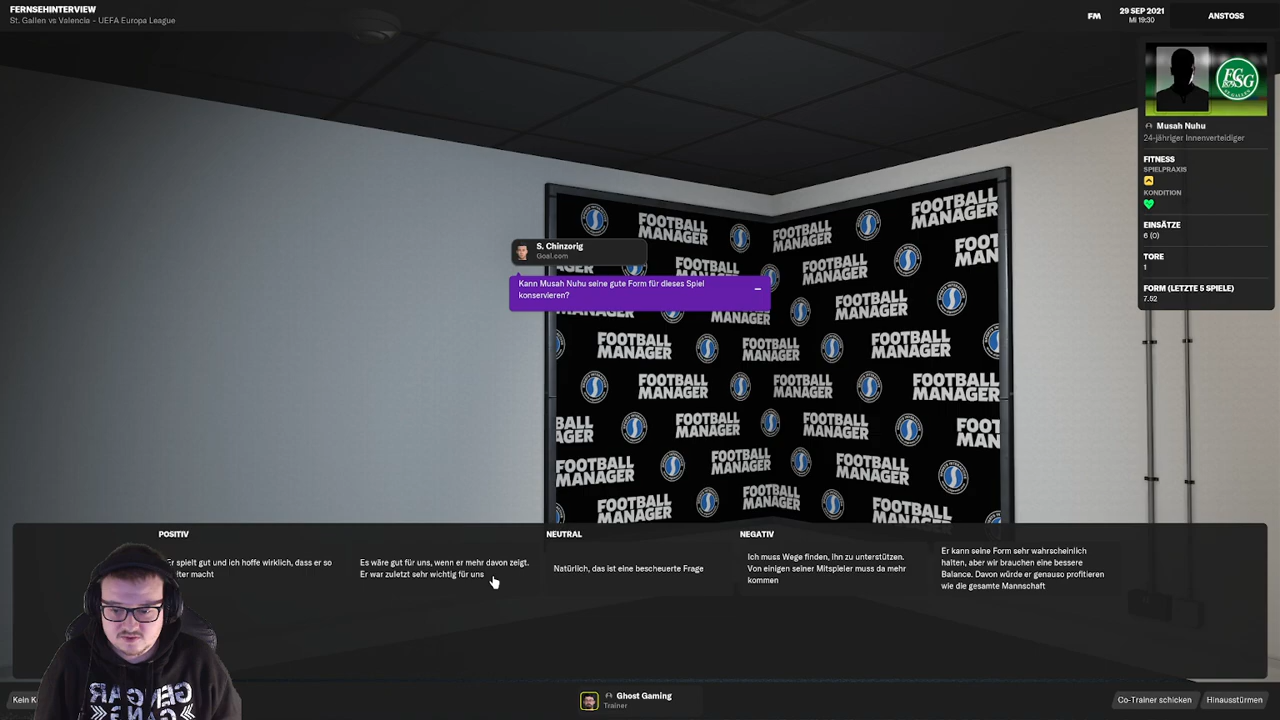 FERNSEHINTERVIEW
St. Gallen vs Valencia - UEFA Europa League
FM
29 SEP 2021
MI 19:30
ANSTOSS
FCSG
1879
Musah Nuhu
24-jähriger Innenverteidiger
FITNESS
SPIELPRAXIS
KONDITION
EINSÄTZE
6 (0)
TORE
1
FORM (LETZTE 5 SPIELE)
7.52
S. Chinzorig
Goal.com
Kann Musah Nuhu seine gute Form für dieses Spiel
konservieren?
FOOTBALL
MANAGER
POSITIV
Er spielt gut und ich hoffe wirklich, dass er so
macht
Es wäre gut für uns, wenn er mehr davon zeigt.
Er war zuletzt sehr wichtig für uns
NEUTRAL
Natürlich, das ist eine bescheuerte Frage
NEGATIV
Ich muss Wege finden, ihn zu unterstützen.
Von einigen seiner Mitspieler muss da mehr
kommen
Er kann seine Form sehr wahrscheinlich
halten, aber wir brauchen eine bessere
Balance. Davon würde er genauso profitieren
wie die gesamte Mannschaft
Kein
Ghost Gaming
Trainer
Co-Trainer schicken
Hinausstürmen